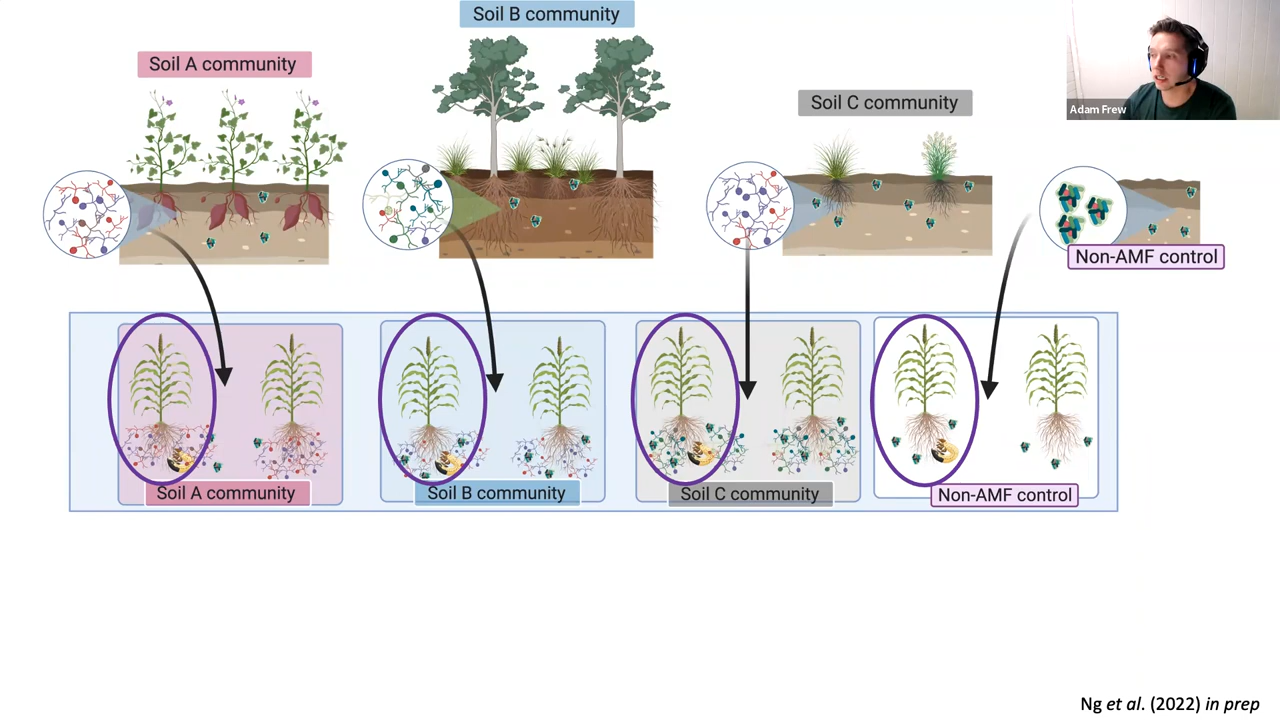 Soil B community
Soil A community
Soil C community
Adam Frew
Non-AMF control
Soil A community
Soil B community
Soil C community
Non-AMF control
Ng et al. (2022) in prep